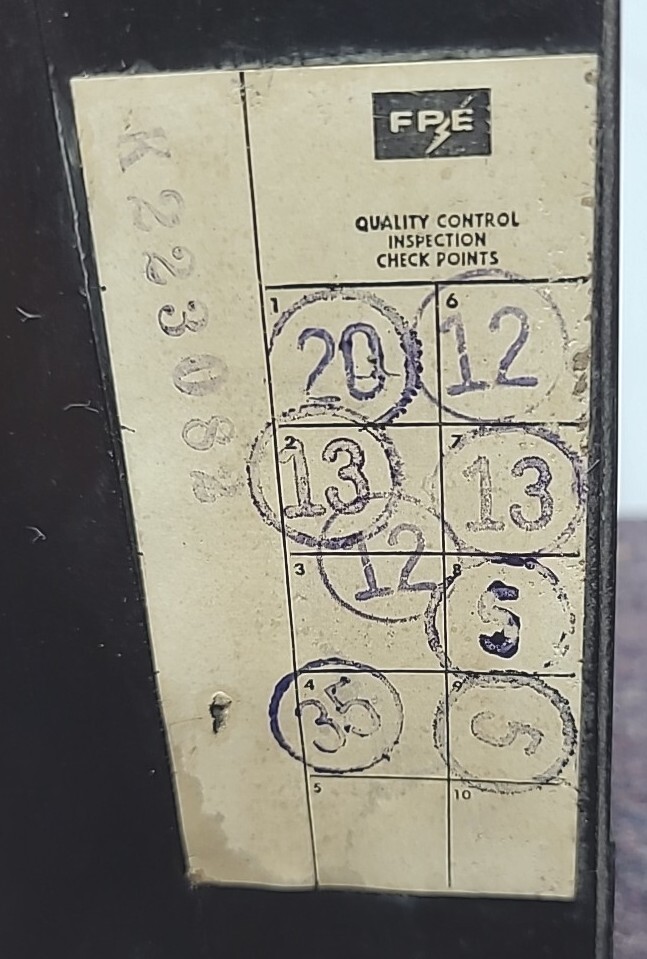 FPE
QUALITY CONTROL
INSPECTION
CHECK POINTS
K223082
1 20
6 12
2 13
7 13
3 12
8 5
4 35
9 5
5
10